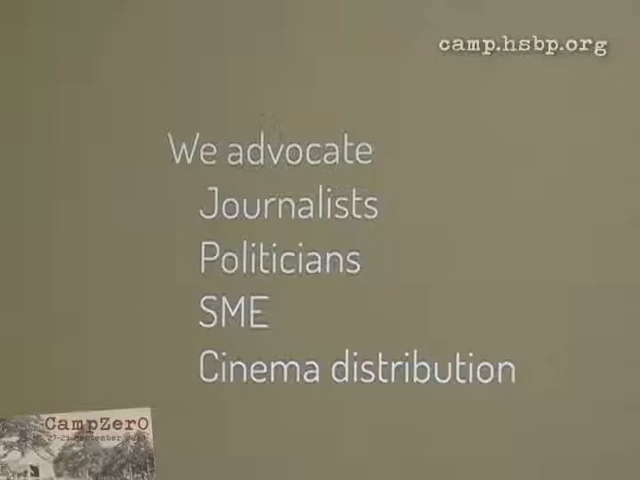 camp.hsbp.org
We advocate
Journalists
Politicians
SME
Cinema distribution
CampZer0